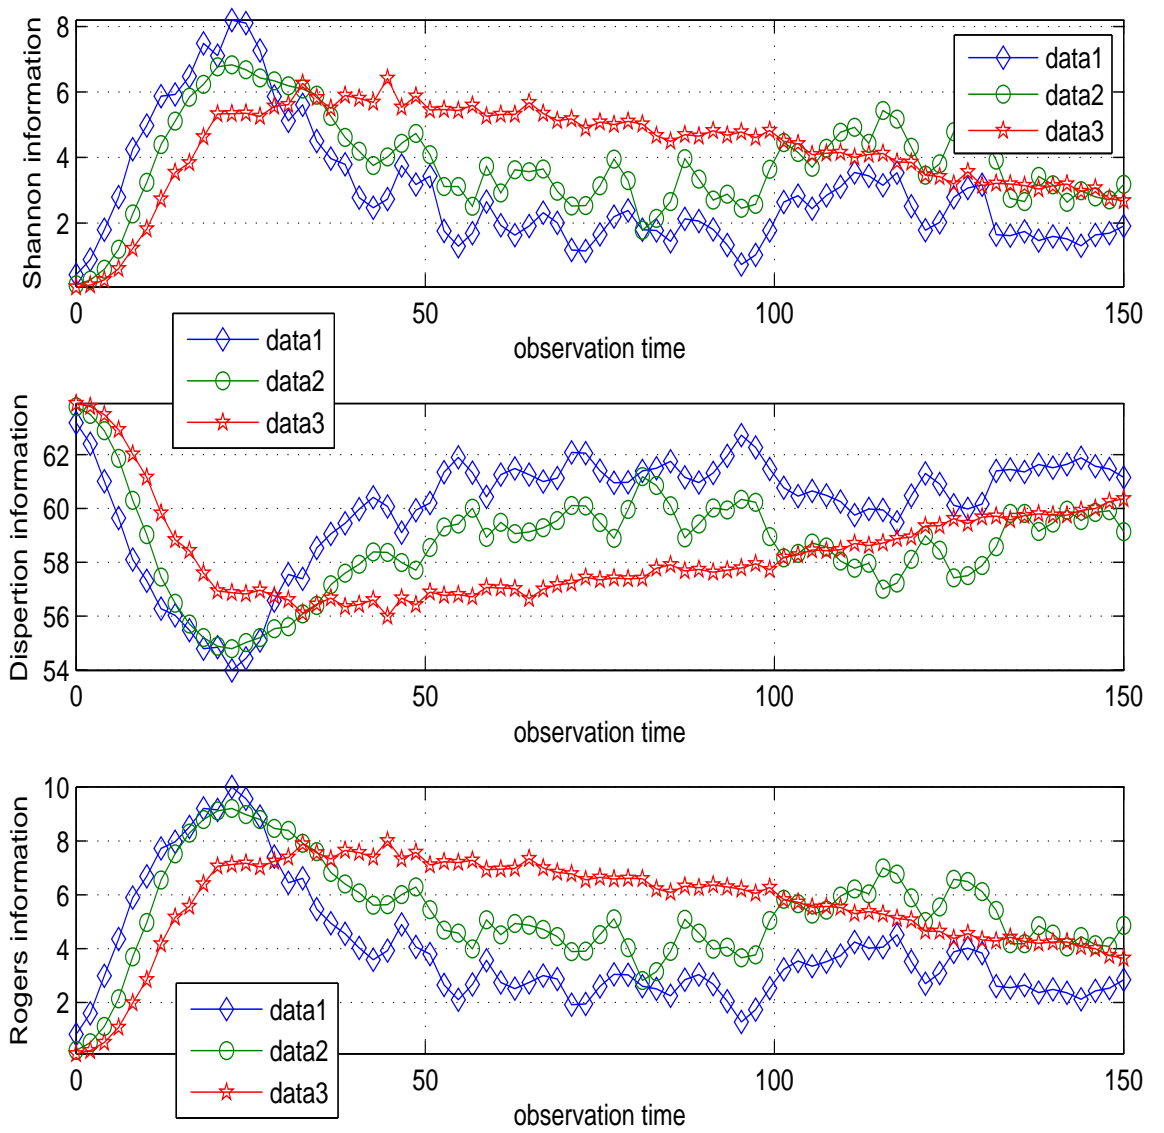 Shannon information
8
6
4
2
0
50
100
150
observation time
data1
data2
data3
data1
data2
data3
Dispertion information
62
60
58
56
54
0
50
100
150
observation time
Rogers information
10
8
6
4
2
0
50
100
150
observation time
data1
data2
data3